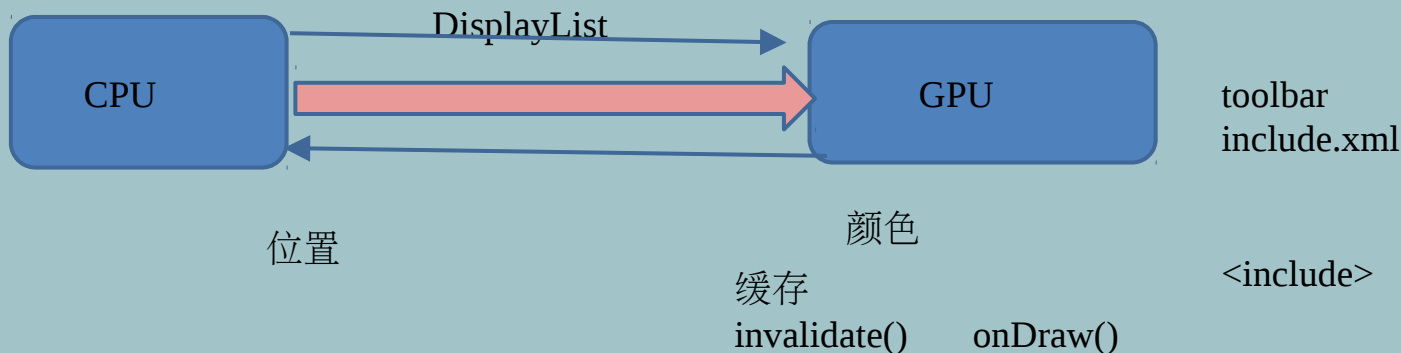 DisplayList
CPU
GPU
toolbar
include.xml
位置
颜色
<include>
缓存
invalidate() onDraw()